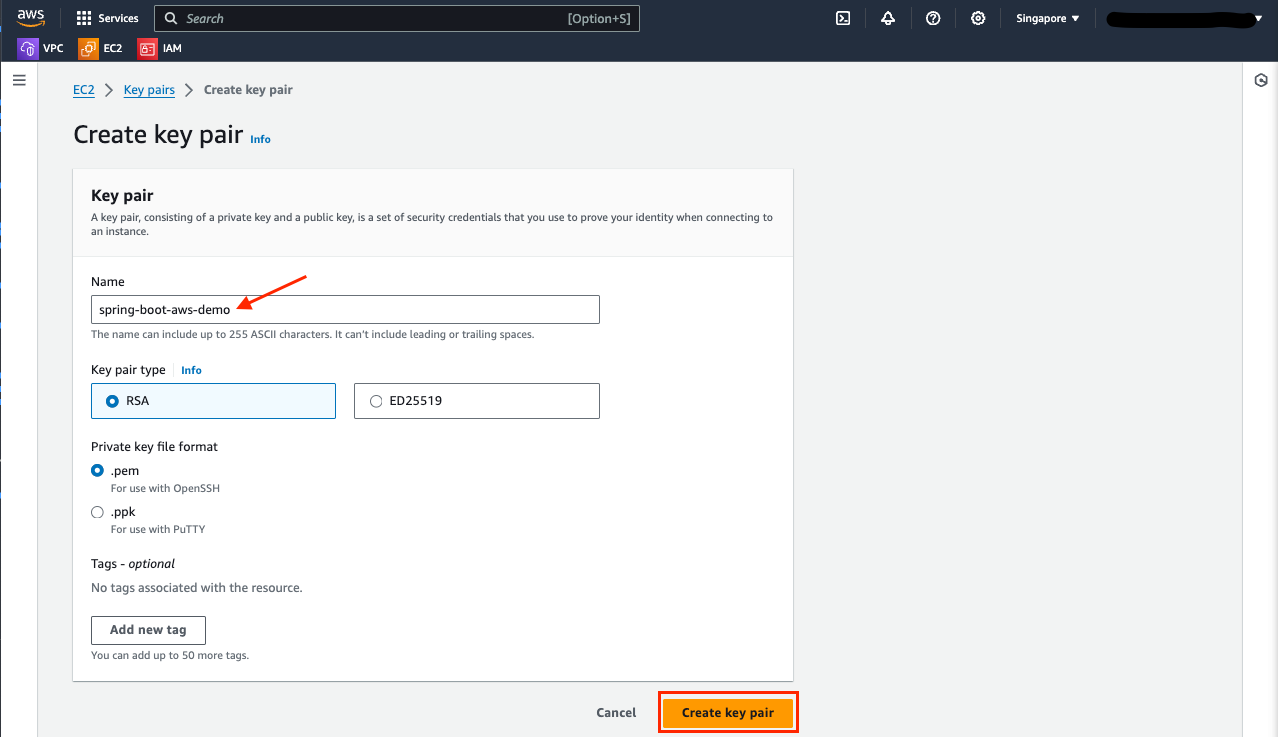 aws
Services
Search [Option+S]
Singapore
VPC EC2 IAM
EC2 Key pairs Create key pair
Create key pair Info
Key pair
A key pair, consisting of a private key and a public key, is a set of security credentials that you use to prove your identity when connecting to
an instance.
Name
spring-boot-aws-demo
The name can include up to 255 ASCII characters. It can't include leading or trailing spaces.
Key pair type Info
RSA ED25519
Private key file format
.pem
For use with OpenSSH
.ppk
For use with PuTTY
Tags - optional
No tags associated with the resource.
Add new tag
You can add up to 50 more tags.
Cancel Create key pair